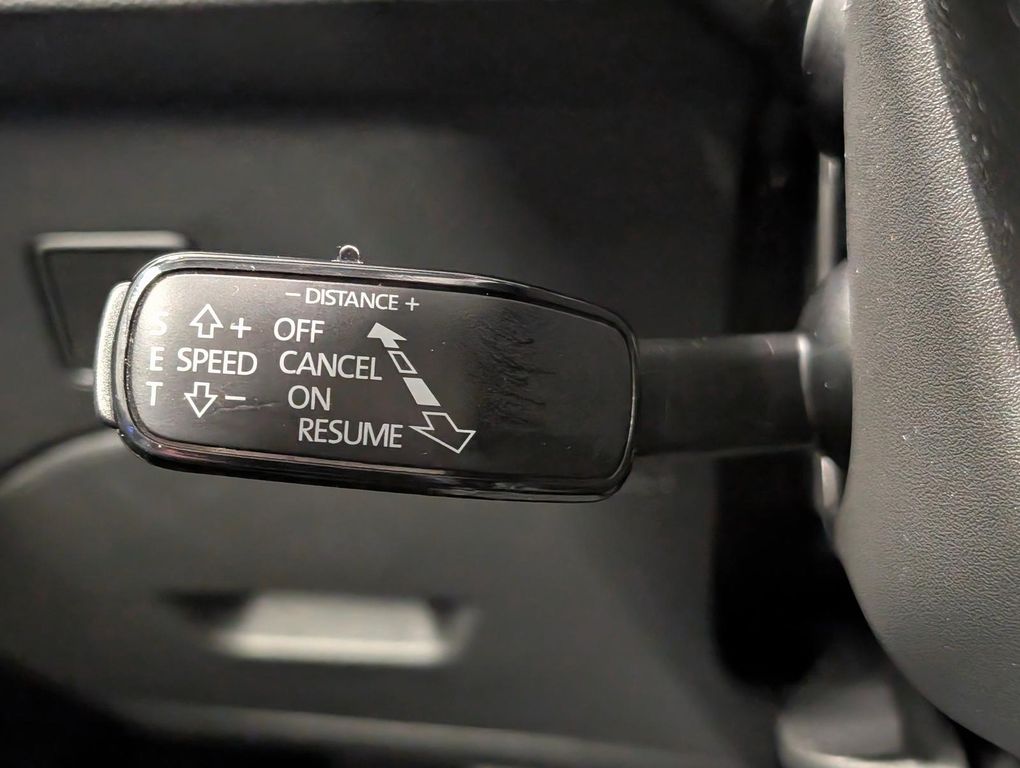 − DISTANCE +
S + OFF
E SPEED CANCEL
T − ON
RESUME